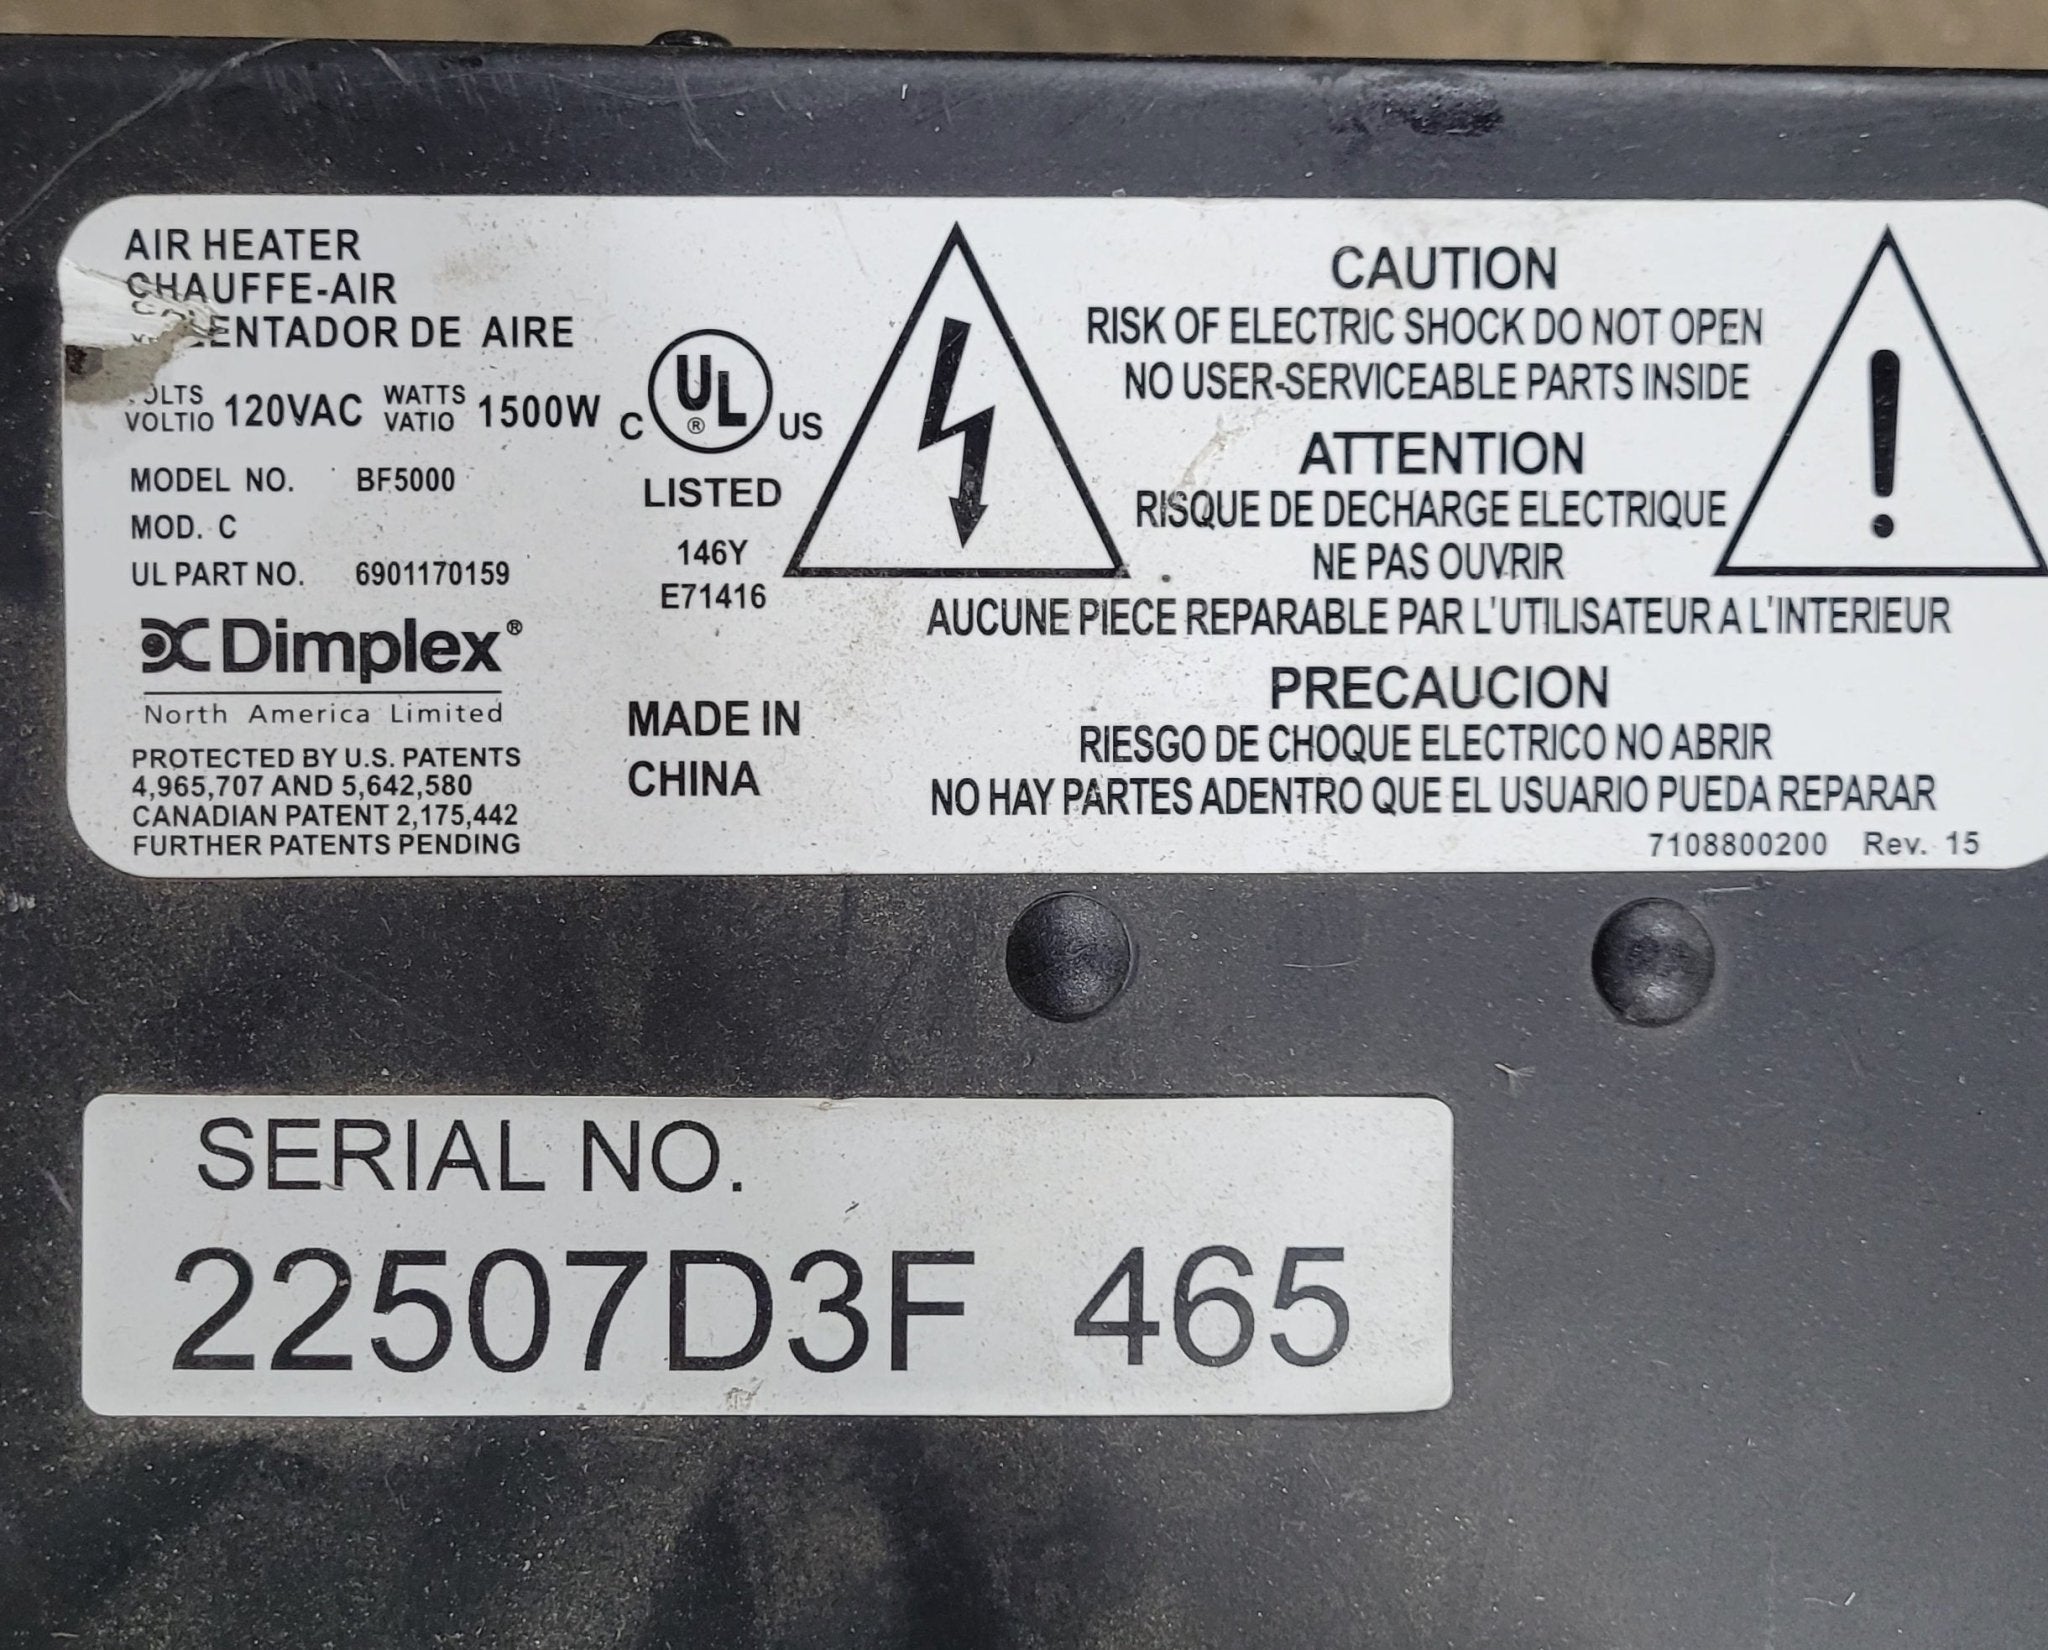 AIR HEATER
CHAUFFE-AIR
DE AIRE
VOLTIO 120VAC WATTS VATIO 1500W
MODEL NO. BF5000
MOD. C
UL PART NO. 6901170159
Dimplex®
North America Limited
PROTECTED BY U.S. PATENTS
4,965,707 AND 5,642,580
CANADIAN PATENT 2,175,442
FURTHER PATENTS PENDING
C UL ® US
LISTED
146Y
E71416
MADE IN
CHINA
CAUTION
RISK OF ELECTRIC SHOCK DO NOT OPEN
NO USER-SERVICEABLE PARTS INSIDE
ATTENTION
RISQUE DE DECHARGE ELECTRIQUE
NE PAS OUVRIR
AUCUNE PIECE REPARABLE PAR L'UTILISATEUR A L'INTERIEUR
PRECAUCION
RIESGO DE CHOQUE ELECTRICO NO ABRIR
NO HAY PARTES ADENTRO QUE EL USUARIO PUEDA REPARAR
7108800200 Rev. 15
SERIAL NO.
22507D3F 465